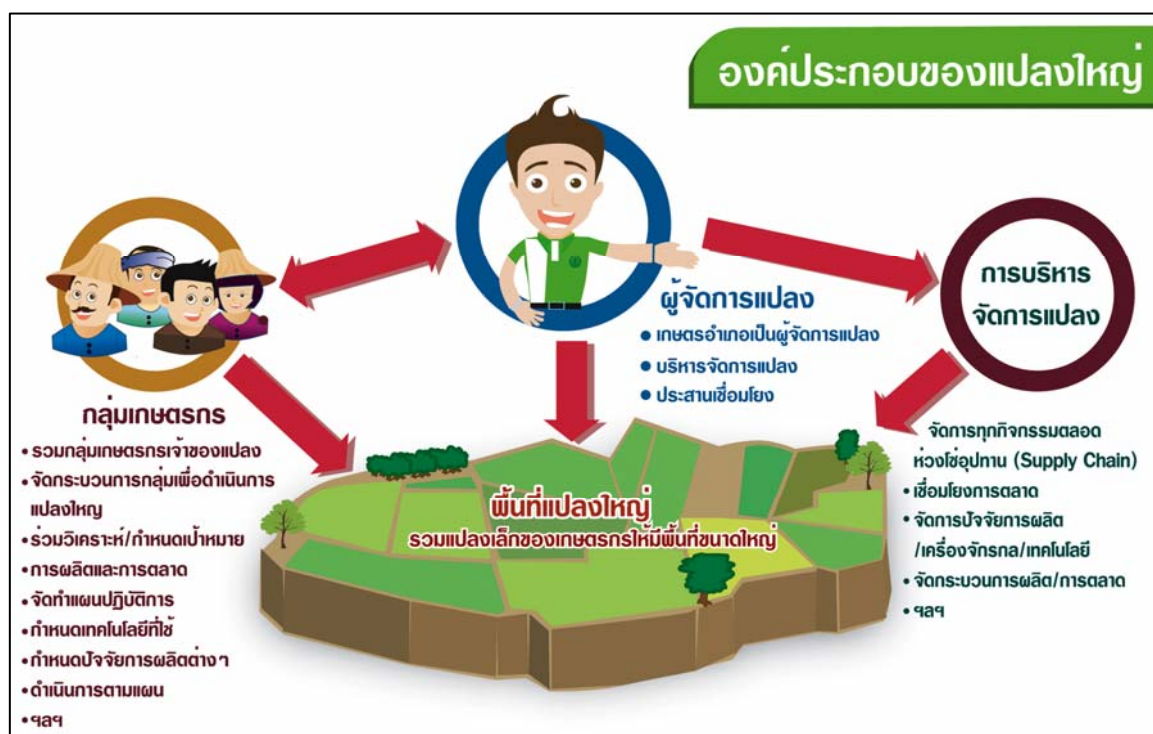 องค์ประกอบของแปลงใหญ่
ผู้จัดการแปลง
• เกษตรอำเภอเป็นผู้จัดการแปลง
• บริหารจัดการแปลง
• ประสานเชื่อมโยง
การบริหาร
จัดการแปลง
กลุ่มเกษตรกร
• รวมกลุ่มเกษตรกรเจ้าของแปลง
• จัดกระบวนการกลุ่มเพื่อดำเนินการ
แปลงใหญ่
• ร่วมวิเคราะห์/กำหนดเป้าหมาย
• การผลิตและการตลาด
• จัดทำแผนปฏิบัติการ
• กำหนดเทคโนโลยีที่ใช้
• กำหนดปัจจัยการผลิตต่างๆ
• ดำเนินการตามแผน
• ฯลฯ
พื้นที่แปลงใหญ่
รวมแปลงเล็กของเกษตรกรให้มีพื้นที่ขนาดใหญ่
จัดการทุกกิจกรรมตลอด
ห่วงโซ่อุปทาน (Supply Chain)
• เชื่อมโยงการตลาด
• จัดการปัจจัยการผลิต
/เครื่องจักรกล/เทคโนโลยี
• จัดกระบวนการผลิต/การตลาด
• ฯลฯ